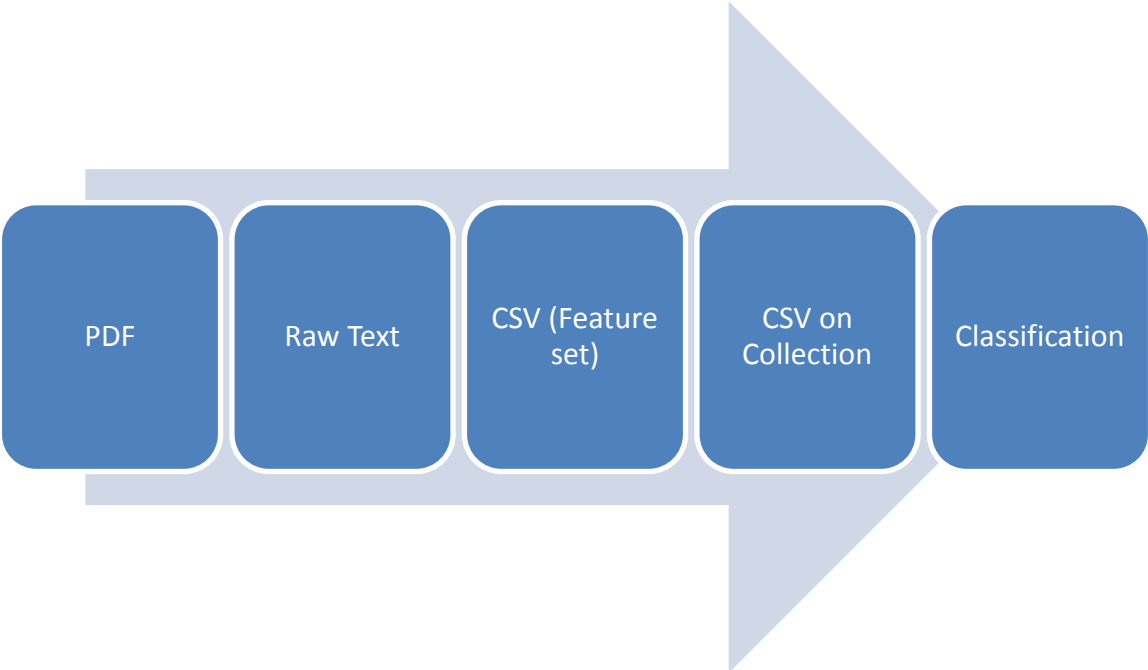 PDF
Raw Text
CSV (Feature
set)
CSV on
Collection
Classification